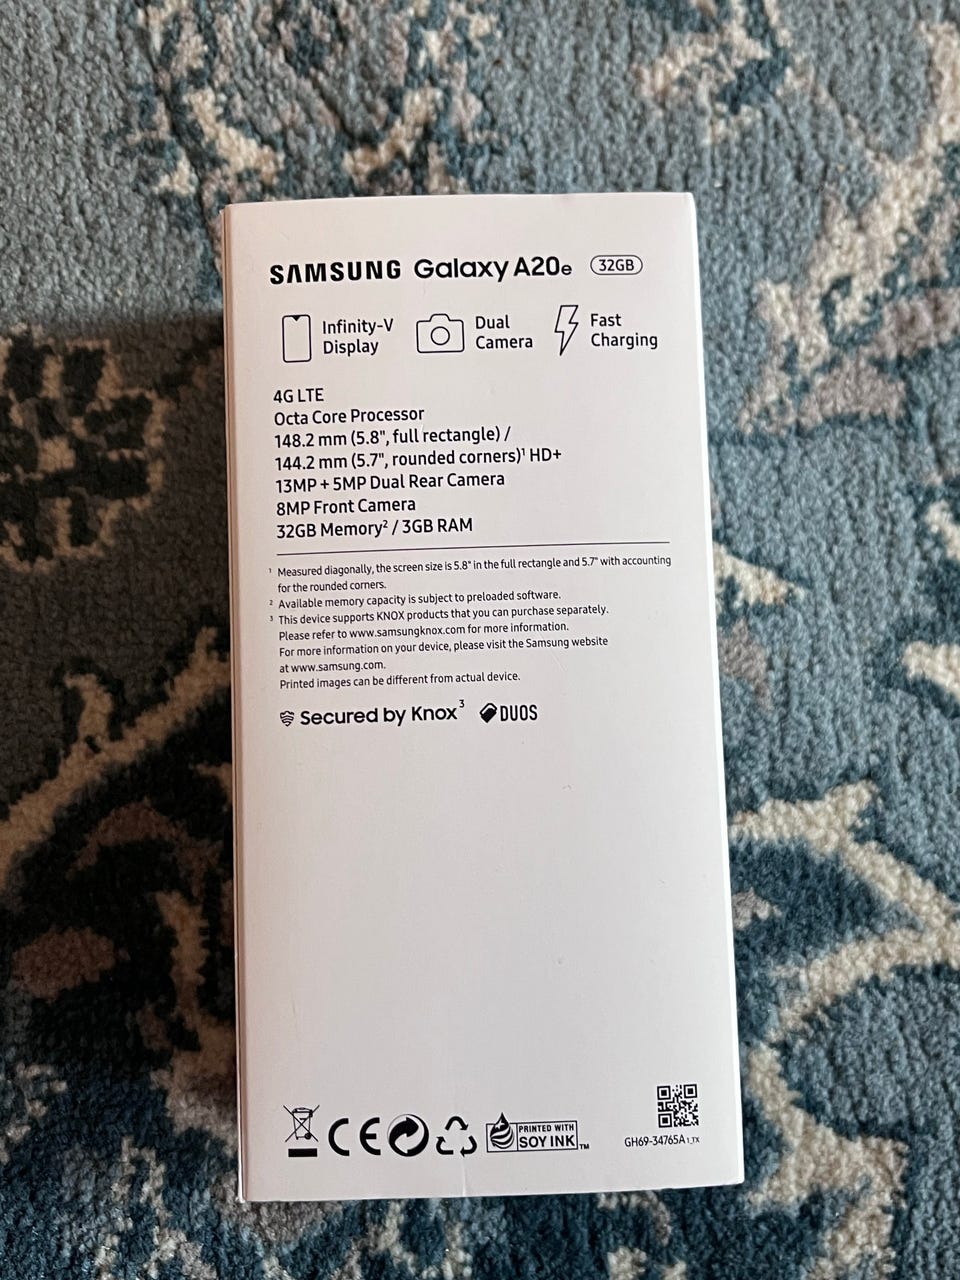 SAMSUNG Galaxy A20e 32GB
Infinity-V Display
Dual Camera
Fast Charging
4G LTE
Octa Core Processor
148.2 mm (5.8", full rectangle) /
144.2 mm (5.7", rounded corners)¹ HD+
13MP + 5MP Dual Rear Camera
8MP Front Camera
32GB Memory² / 3GB RAM
¹ Measured diagonally, the screen size is 5.8" in the full rectangle and 5.7" with accounting
for the rounded corners.
² Available memory capacity is subject to preloaded software.
³ This device supports KNOX products that you can purchase separately.
Please refer to www.samsungknox.com for more information.
For more information on your device, please visit the Samsung website
at www.samsung.com.
Printed images can be different from actual device.
Secured by Knox³ DUOS
CE
PRINTED WITH
SOY INK™
GH69-34765A 1_TX